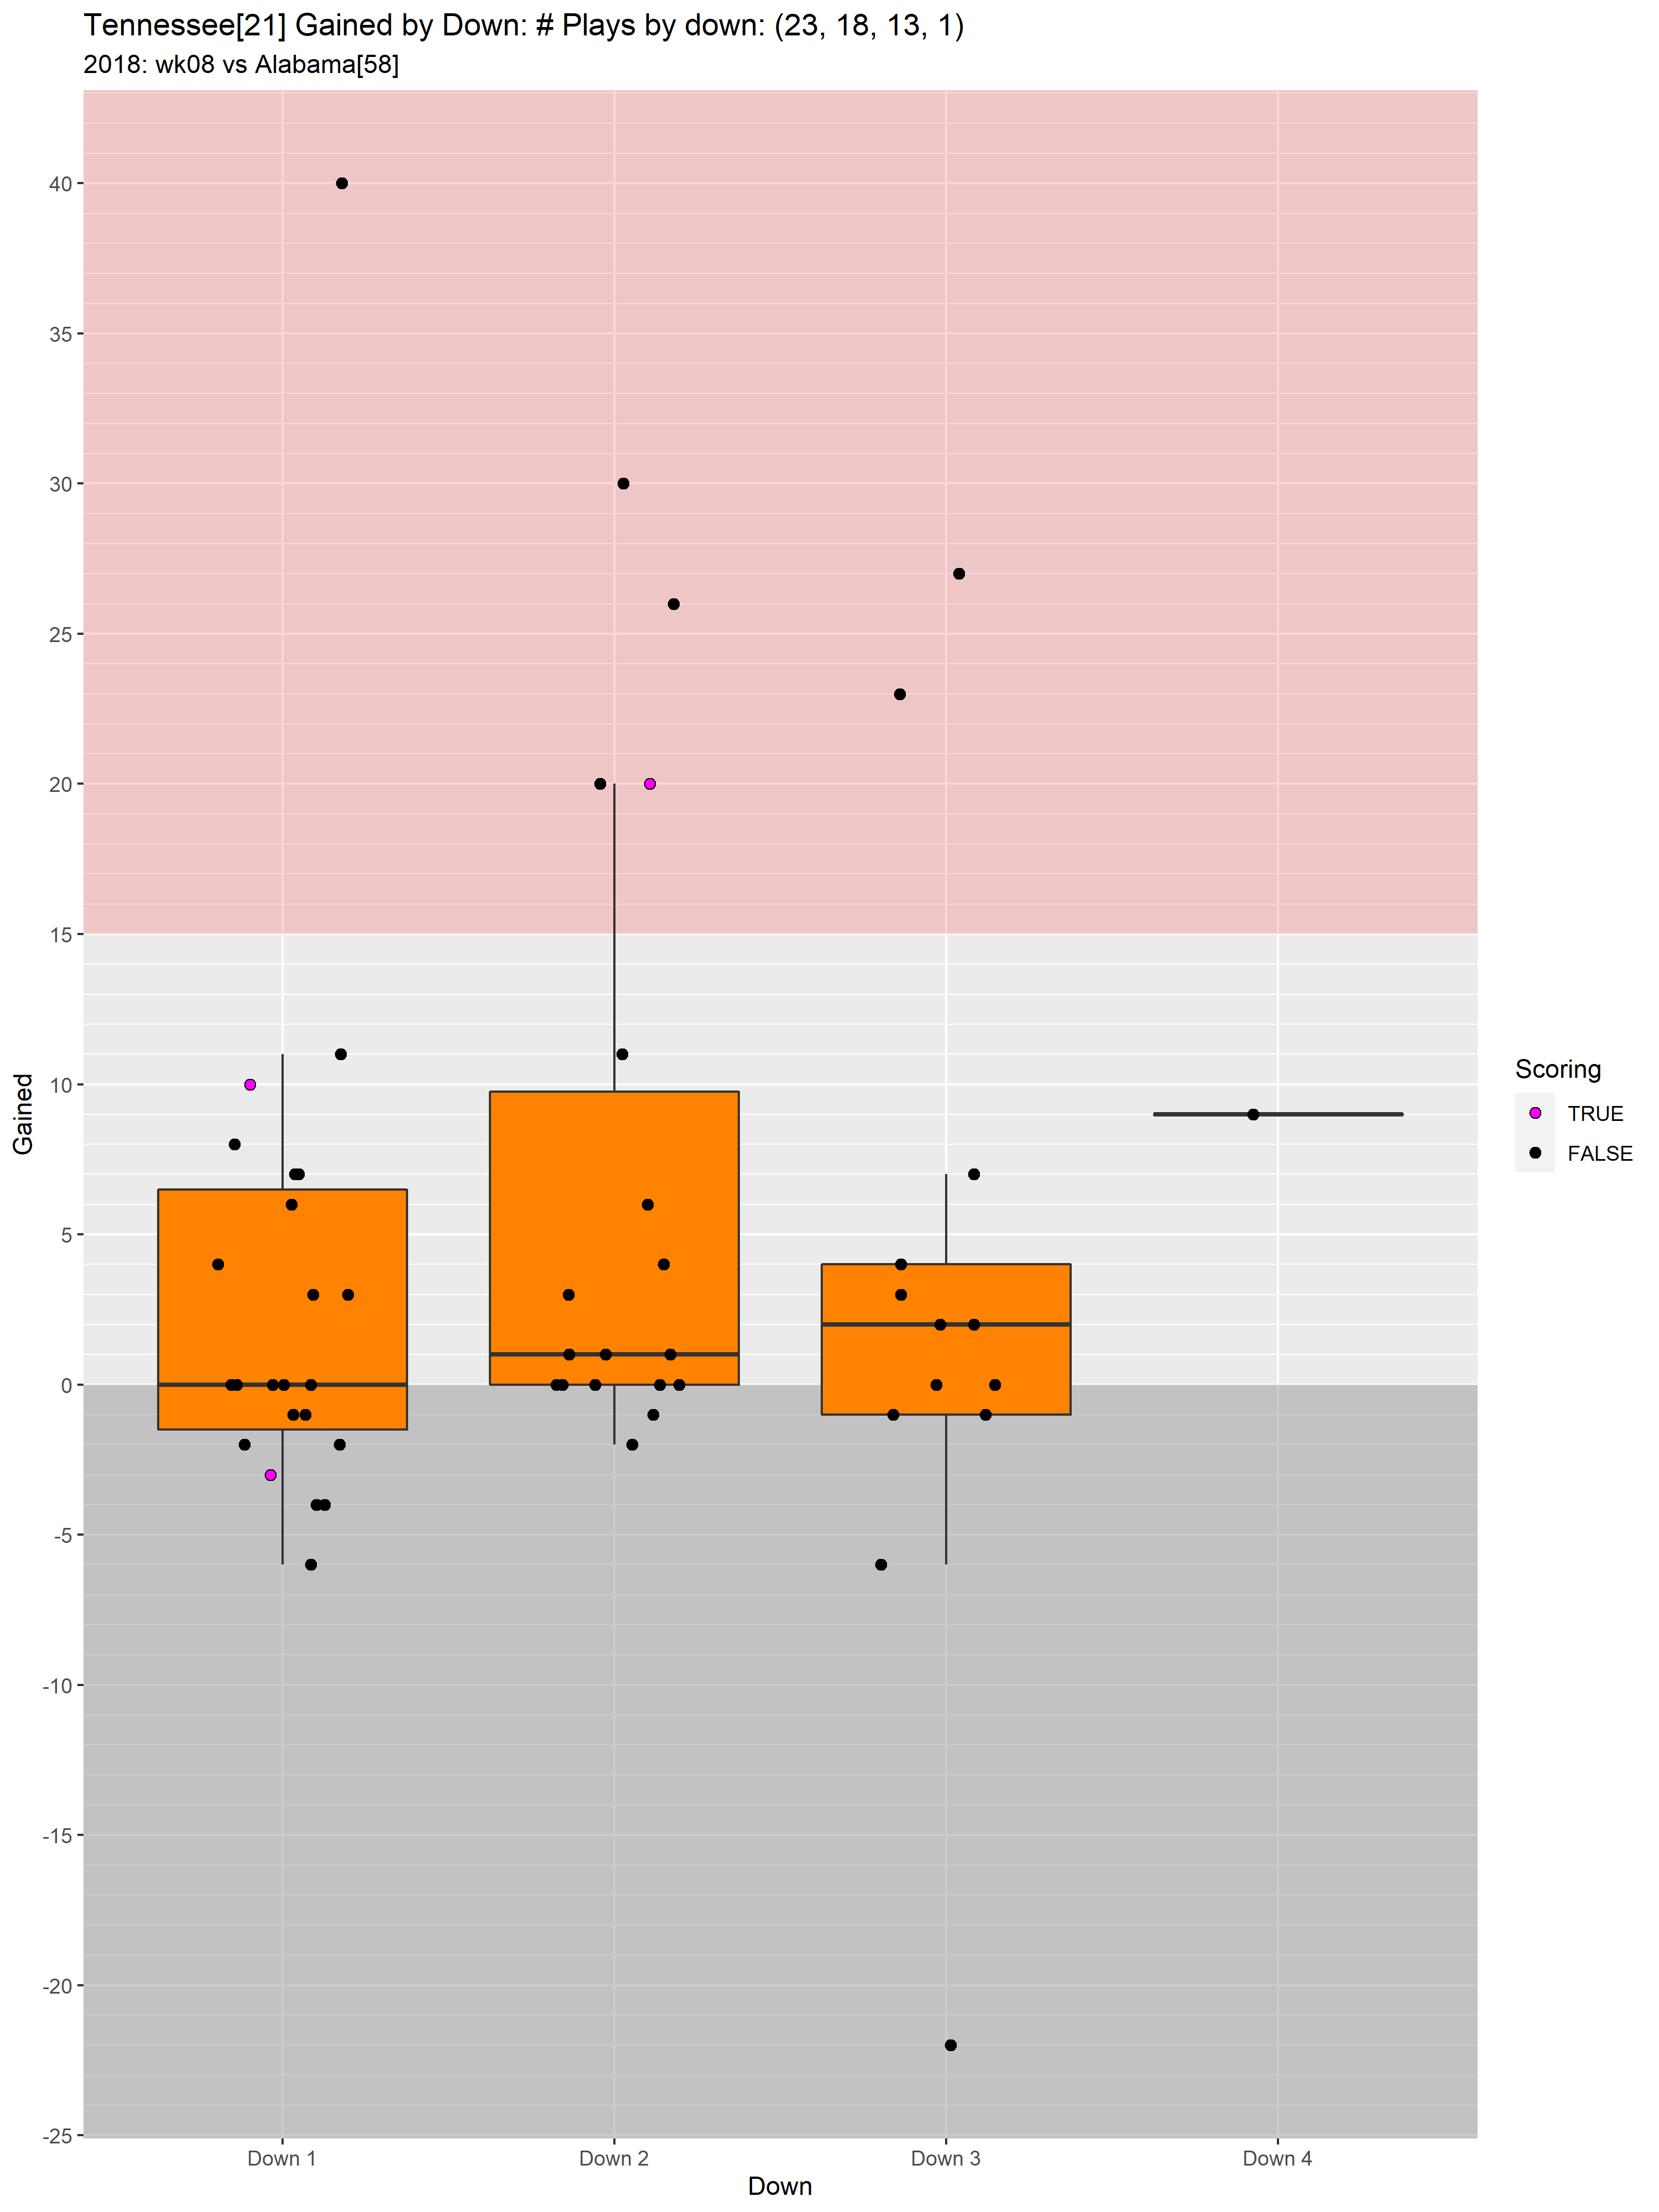 Tennessee[21] Gained by Down: # Plays by down: (23, 18, 13, 1)
2018: wk08 vs Alabama[58]
40
35
30
25
20
15
10
5
0
-5
-10
-15
-20
-25
Gained
Down 1
Down 2
Down 3
Down 4
Down
Scoring
TRUE
FALSE